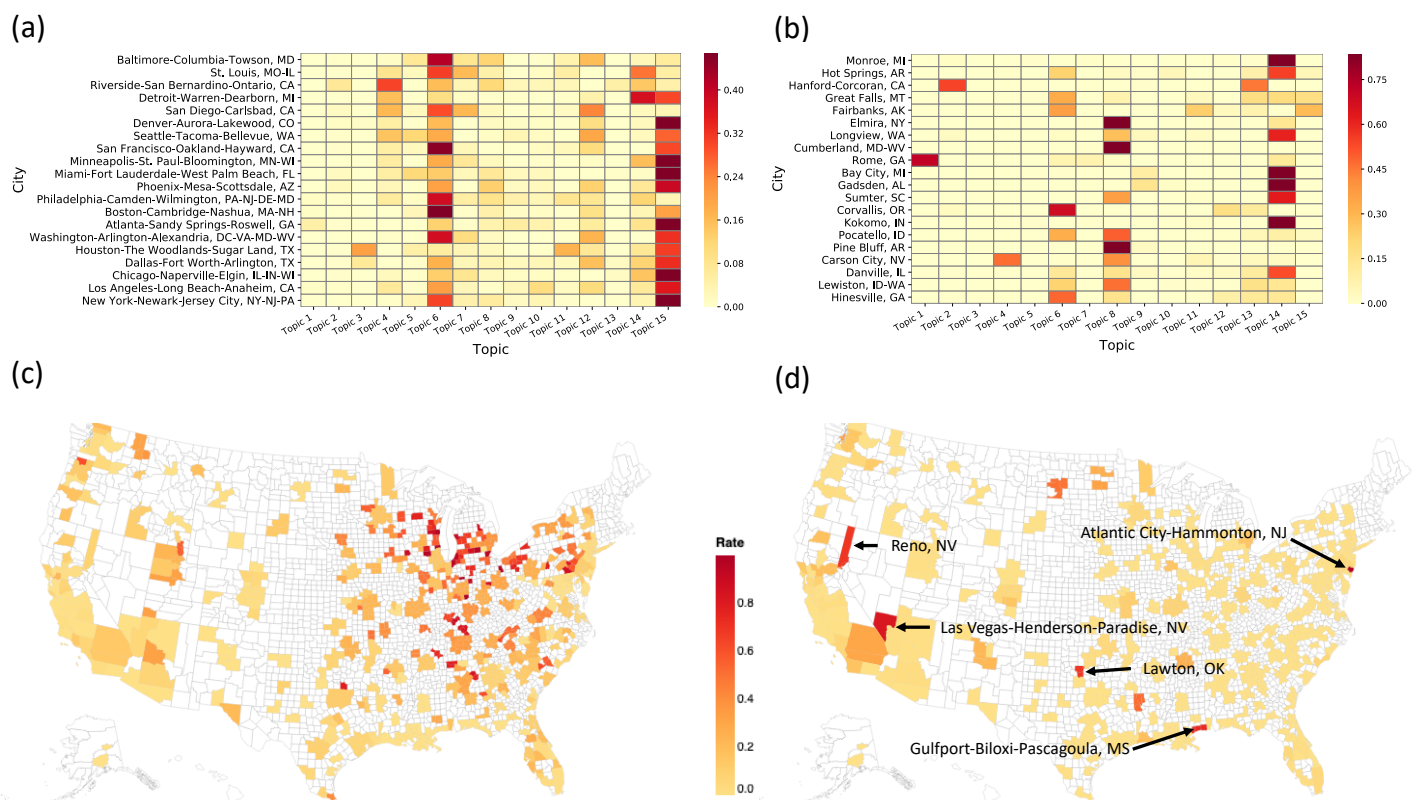 (a)
Baltimore-Columbia-Towson, MD
St. Louis, MO-IL
Riverside-San Bernardino-Ontario, CA
Detroit-Warren-Dearborn, MI
San Diego-Carlsbad, CA
Denver-Aurora-Lakewood, CO
Seattle-Tacoma-Bellevue, WA
San Francisco-Oakland-Hayward, CA
Minneapolis-St. Paul-Bloomington, MN-WI
Miami-Fort Lauderdale-West Palm Beach, FL
Phoenix-Mesa-Scottsdale, AZ
Philadelphia-Camden-Wilmington, PA-NJ-DE-MD
Boston-Cambridge-Nashua, MA-NH
Atlanta-Sandy Springs-Roswell, GA
Washington-Arlington-Alexandria, DC-VA-MD-WV
Houston-The Woodlands-Sugar Land, TX
Dallas-Fort Worth-Arlington, TX
Chicago-Naperville-Elgin, IL-IN-WI
Los Angeles-Long Beach-Anaheim, CA
New York-Newark-Jersey City, NY-NJ-PA
City
Topic 1
Topic 2
Topic 3
Topic 4
Topic 5
Topic 6
Topic 7
Topic 8
Topic 9
Topic 10
Topic 11
Topic 12
Topic 13
Topic 14
Topic 15
Topic
0,40
0,32
0,24
0,16
0,08
0,00
(b)
Monroe, MI
Hot Springs, AR
Hanford-Corcoran, CA
Great Falls, MT
Fairbanks, AK
Elmira, NY
Longview, WA
Cumberland, MD-WV
Rome, GA
Bay City, MI
Gadsden, AL
Sumter, SC
Corvallis, OR
Kokomo, IN
Pocatello, ID
Pine Bluff, AR
Carson City, NV
Danville, IL
Lewiston, ID-WA
Hinesville, GA
City
Topic 1
Topic 2
Topic 3
Topic 4
Topic 5
Topic 6
Topic 7
Topic 8
Topic 9
Topic 10
Topic 11
Topic 12
Topic 13
Topic 14
Topic 15
Topic
0.75
0.60
0.45
0.30
0.15
0.00
(c)
Rate
0.8
0.6
0.4
0.2
0.0
(d)
Atlantic City-Hammonton, NJ
Reno, NV
Las Vegas-Henderson-Paradise, NV
Lawton, OK
Gulfport-Biloxi-Pascagoula, MS